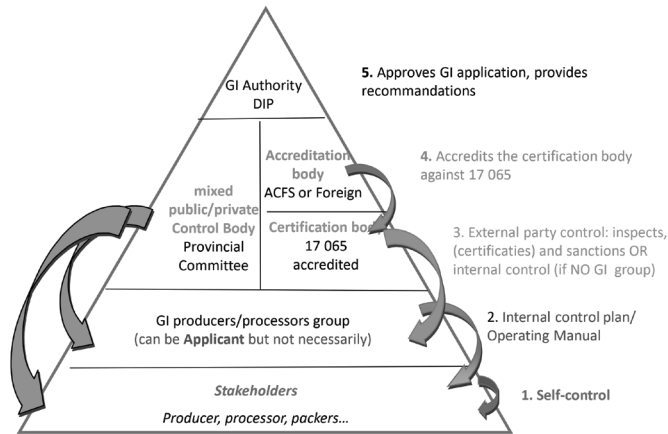 GI Authority
DIP
5. Approves GI application, provides
recommandations
Accreditation
body
ACFS or Foreign
4. Accredits the certification body
against 17 065
mixed
public/private
Control Body
Provincial
Committee
Certification body
17 065
accredited
3. External party control: inspects,
(certificaties) and sanctions OR
internal control (if NO GI group)
GI producers/processors group
(can be Applicant but not necessarily)
2. Internal control plan/
Operating Manual
Stakeholders
Producer, processor, packers...
1. Self-control